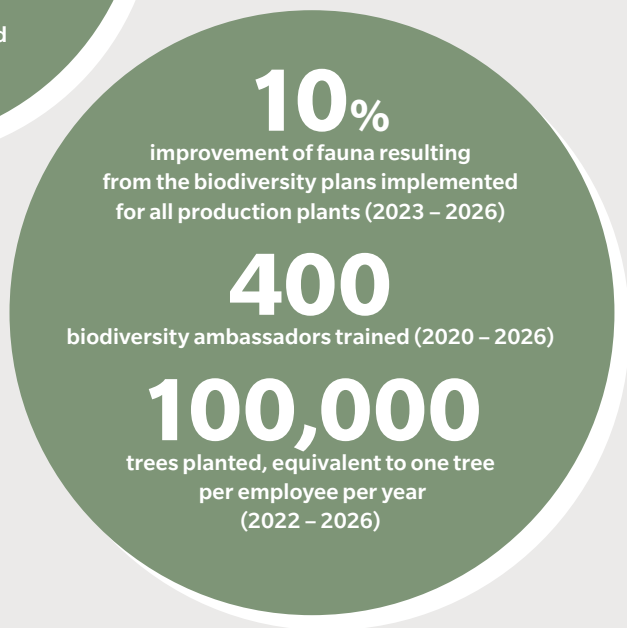 10%
improvement of fauna resulting
from the biodiversity plans implemented
for all production plants (2023 – 2026)
400
biodiversity ambassadors trained (2020 – 2026)
100,000
trees planted, equivalent to one tree
per employee per year
(2022 – 2026)